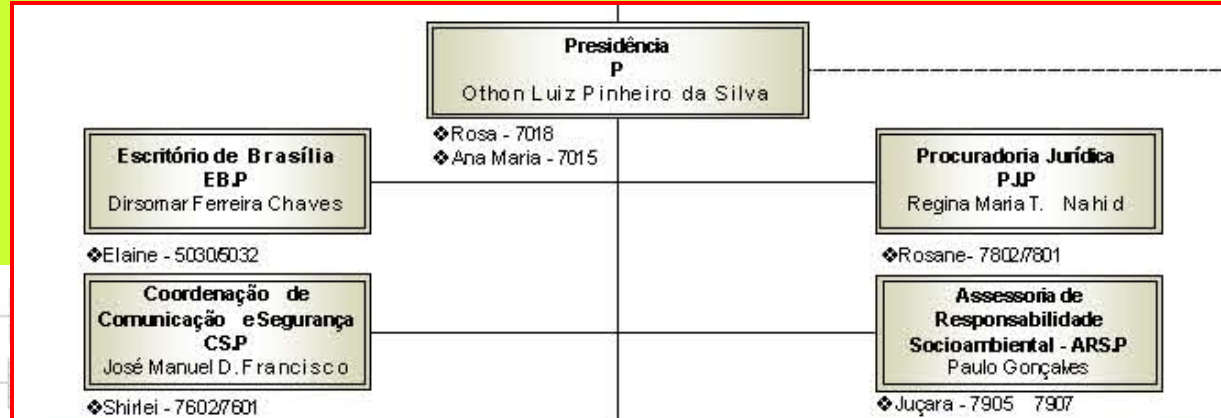 Presidência
P
Othon Luiz Pinheiro da Silva
❖Rosa - 7018
❖Ana Maria - 7015
Escritório de Brasília
EB.P
Dirsomar Ferreira Chaves
❖Elaine - 5030/5032
Procuradoria Jurídica
PJ.P
Regina Maria T. Nahid
❖Rosane- 7802/7801
Coordenação de
Comunicação e Segurança
CS.P
José Manuel D. Francisco
❖Shirlei - 7602/7601
Assessoria de
Responsabilidade
Socioambiental - ARS.P
Paulo Gonçalves
❖Juçara - 7905 7907